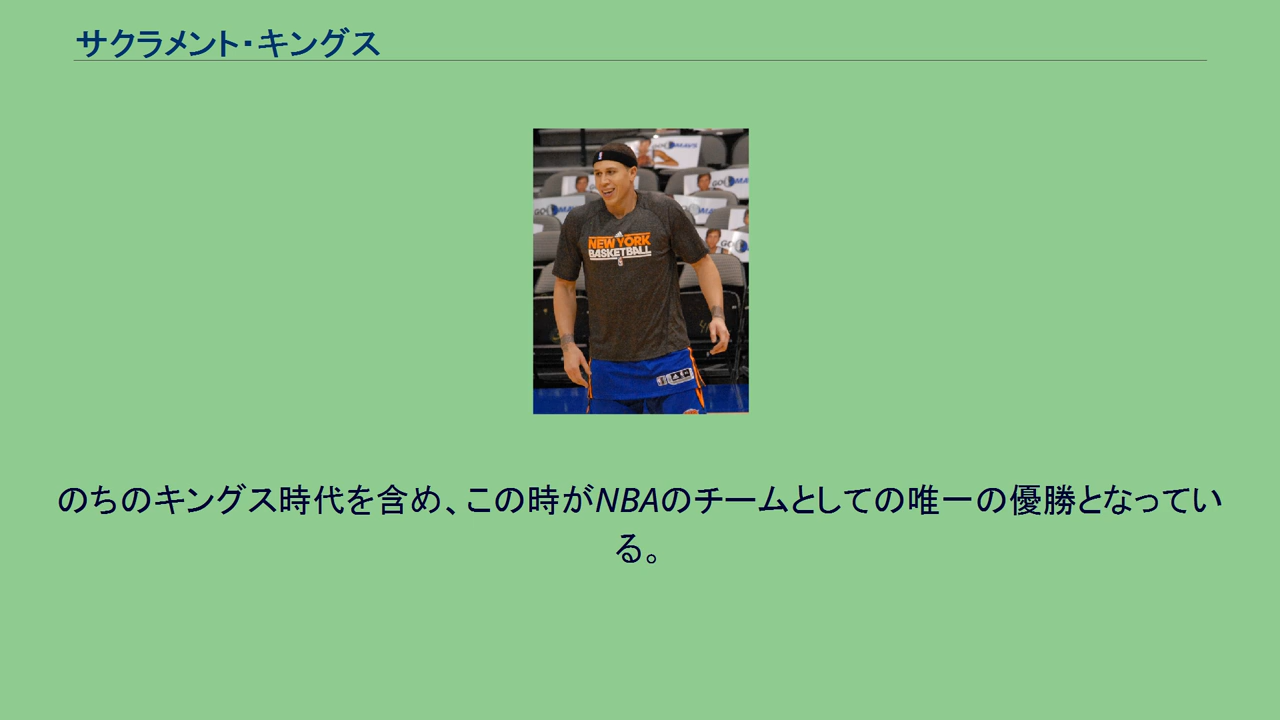 サクラメント・キングス
GO MAVS
NEW YORK
BASKETBALL
のちのキングス時代を含め、この時がNBAのチームとしての唯一の優勝となってい
る。